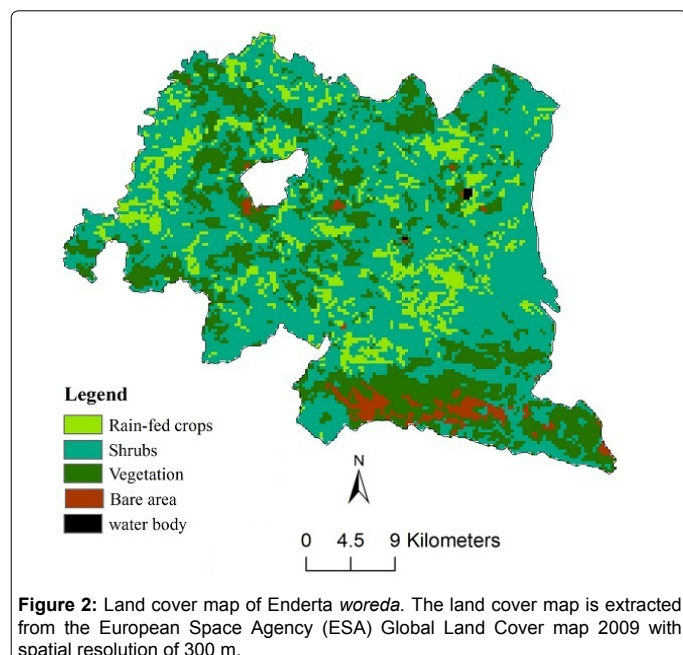 Legend
Rain-fed crops
Shrubs
Vegetation
Bare area
water body
N
0 4.5 9 Kilometers
Figure 2: Land cover map of Enderta woreda. The land cover map is extracted
from the European Space Agency (ESA) Global Land Cover map 2009 with
spatial resolution of 300 m.